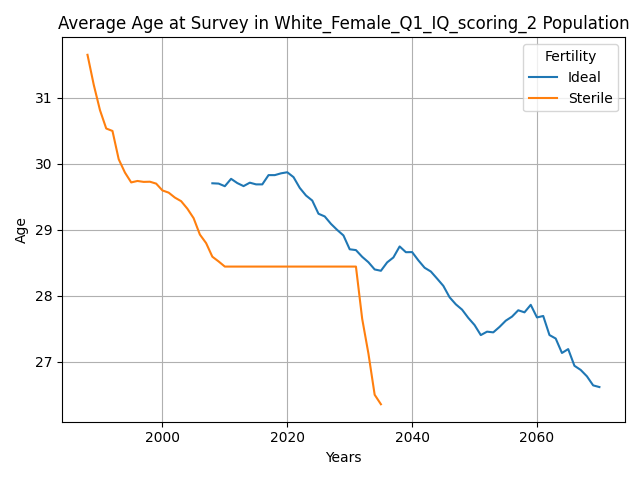 Average Age at Survey in White_Female_Q1_IQ_scoring_2 Population
Fertility
Ideal
Sterile
31
30
29
28
27
Age
2000
2020
2040
2060
Years